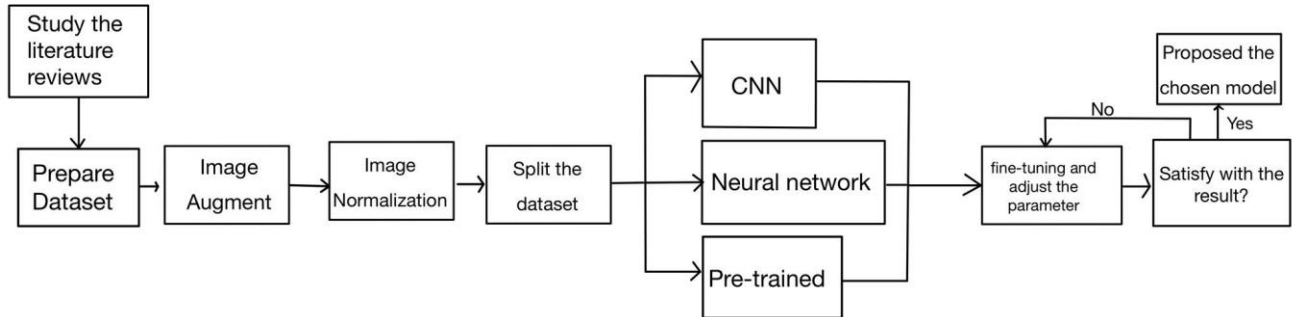 Study the
literature
reviews
Prepare
Dataset
Image
Augment
Image
Normalization
Split the
dataset
CNN
Neural network
Pre-trained
fine-tuning and
adjust the
parameter
No
Satisfy with the
result?
Yes
Proposed the
chosen model